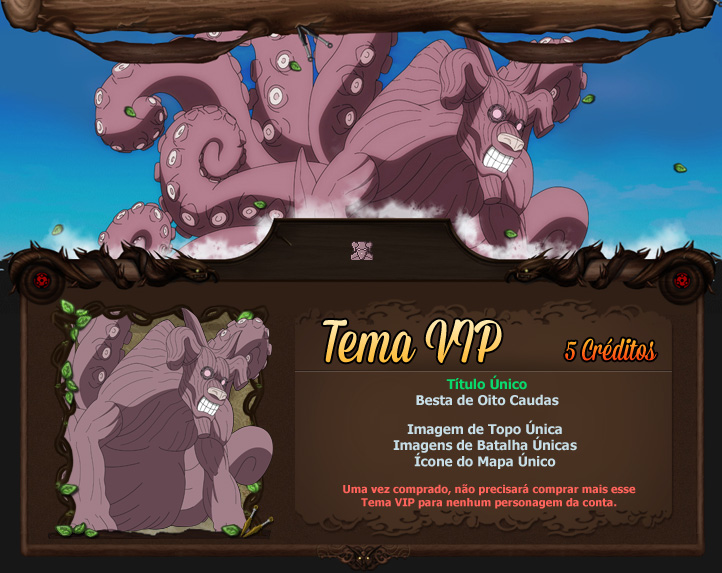 Tema VIP
5 Créditos
Título Único
Besta de Oito Caudas
Imagem de Topo Única
Imagens de Batalha Únicas
Ícone do Mapa Único
Uma vez comprado, não precisará comprar mais esse
Tema VIP para nenhum personagem da conta.